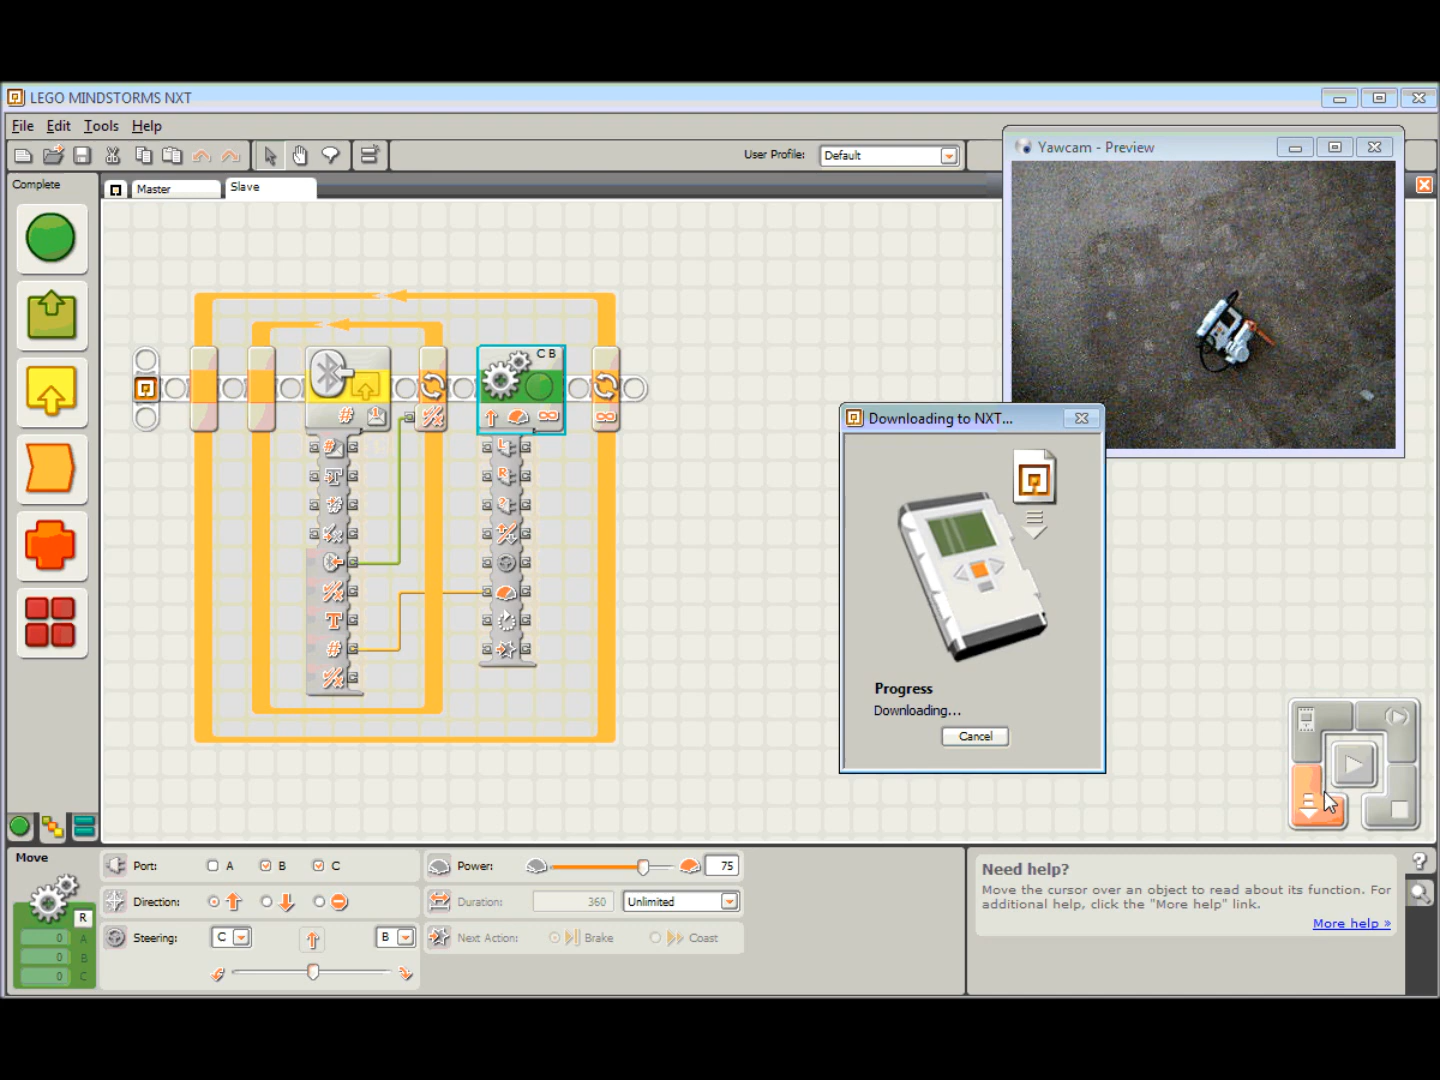 LEGO MINDSTORMS NXT
File Edit Tools Help
User Profile: Default
Yawcam - Preview
Complete
Master
Slave
C B
Downloading to NXT...
Progress
Downloading...
Cancel
Move
R
0 A
0 B
0 C
Port: A B C
Direction:
Steering: C B
Power: 75
Duration: 360 Unlimited
Next Action: Brake Coast
Need help?
Move the cursor over an object to read about its function. For
additional help, click the "More help" link.
More help »